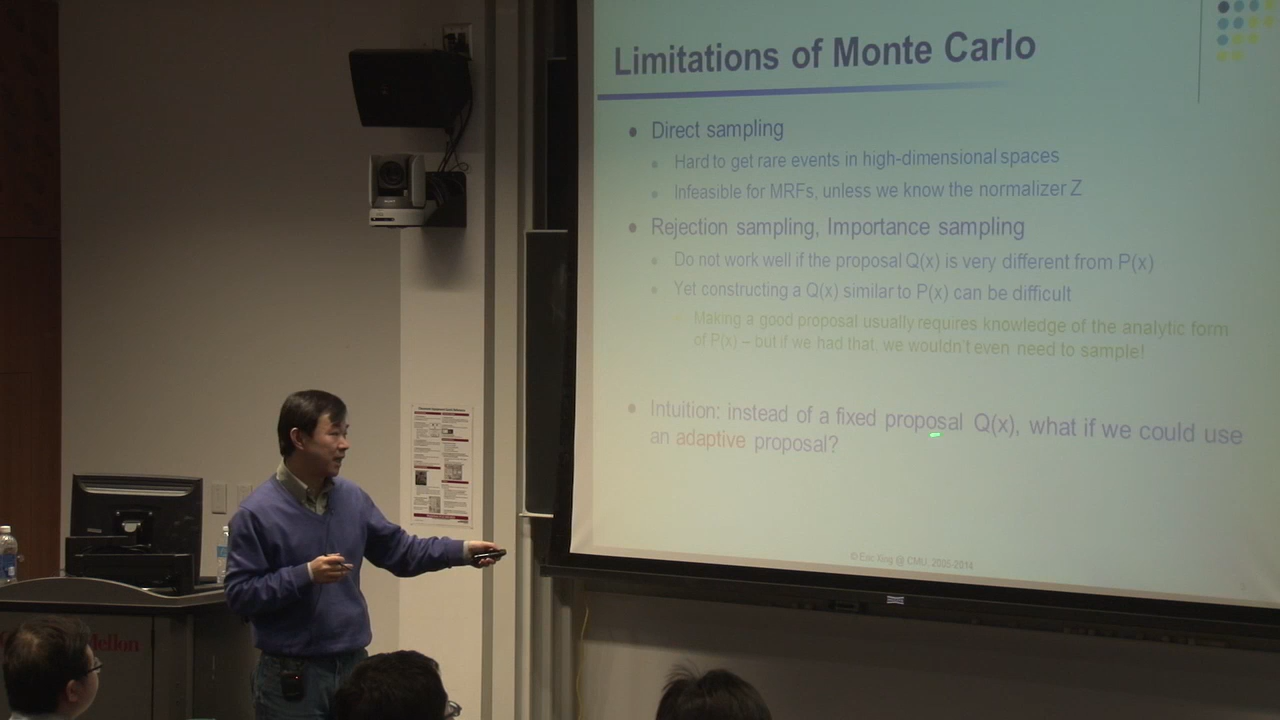 Limitations of Monte Carlo
Direct sampling
Hard to get rare events in high-dimensional spaces
Infeasible for MRFs, unless we know the normalizer Z
Rejection sampling, Importance sampling
Do not work well if the proposal Q(x) is very different from P(x)
Yet constructing a Q(x) similar to P(x) can be difficult
Making a good proposal usually requires knowledge of the analytic form
of P(x) – but if we had that, we wouldn't even need to sample!
Intuition: instead of a fixed proposal Q(x), what if we could use
an adaptive proposal?
© Eric Xing @ CMU, 2005-2014
Mellon